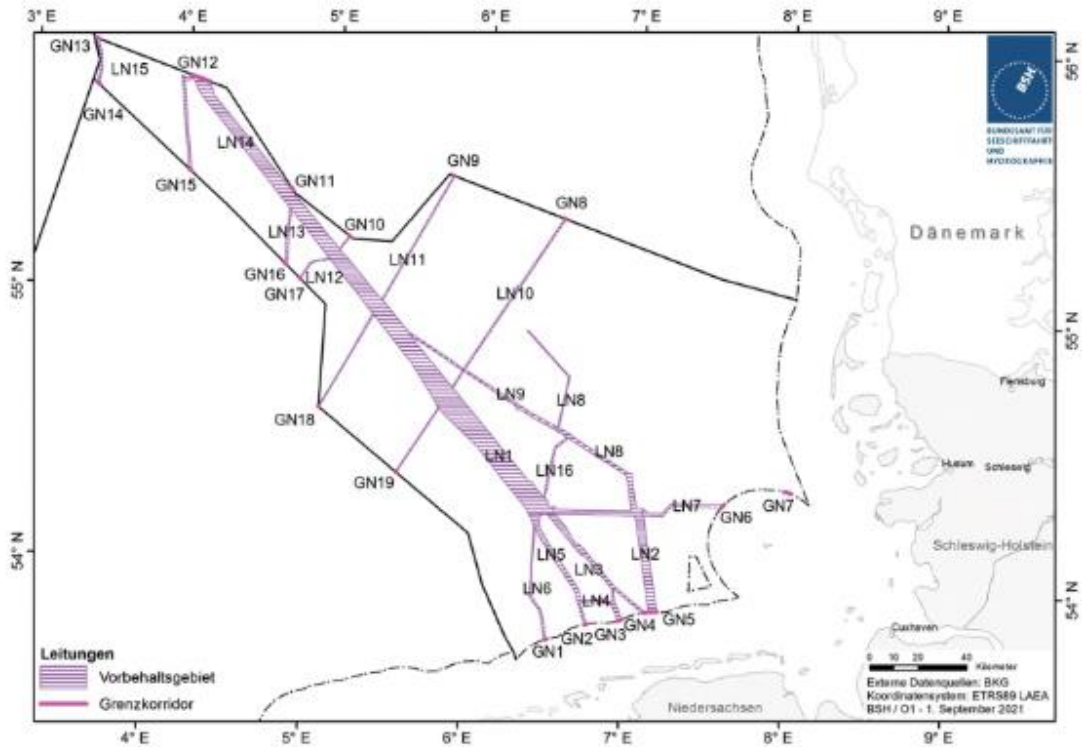 3° E 4° E 5° E 6° E 7° E 8° E 9° E
GN13
LN15
GN12
56° N
BSH
BUNDESAMT FÜR
SEESCHIFFFAHRT
UND
HYDROGRAPHIE
GN14
LN14
GN15
GN11
GN9
GN10
GN8
LN13
LN11
Dänemark
GN16
LN12
GN17
55° N
LN10
55° N
LN9
LN8
Flensburg
GN18
LN8
LN1
LN16
Husum
Schleswig
GN19
LN7
GN6
GN7
54° N
LN5
LN2
Schleswig-Holstein
LN3
LN6
LN4
54° N
GN1
GN2
GN3
GN4
GN5
Cuxhaven
Leitungen
Vorbehaltsgebiet
Grenzkorridor
0 10 20 40
Kilometer
Externe Datenquellen: BKG
Koordinatensystem: ETRS89 LAEA
BSH / O1 - 1. September 2021
Niedersachsen
4° E 5° E 6° E 7° E 8° E